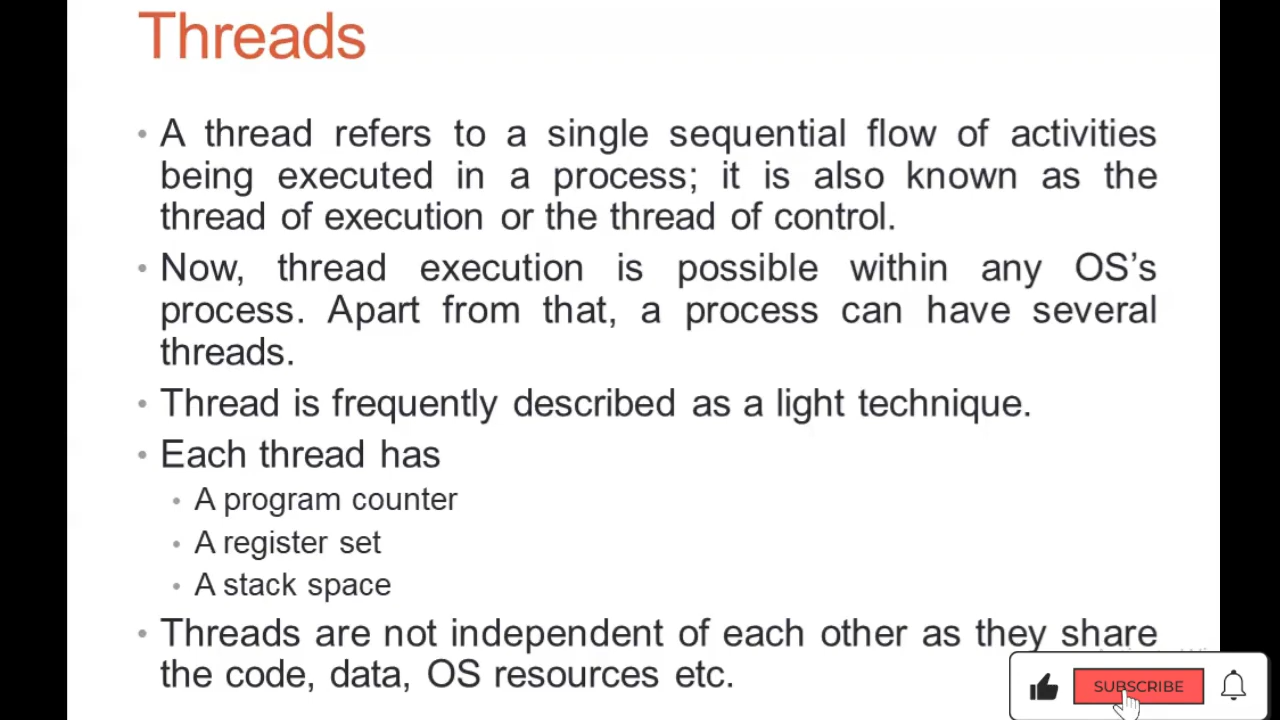 Threads
• A thread refers to a single sequential flow of activities
being executed in a process; it is also known as the
thread of execution or the thread of control.
• Now, thread execution is possible within any OS’s
process. Apart from that, a process can have several
threads.
• Thread is frequently described as a light technique.
• Each thread has
• A program counter
• A register set
• A stack space
• Threads are not independent of each other as they share
the code, data, OS resources etc.
SUBSCRIBE